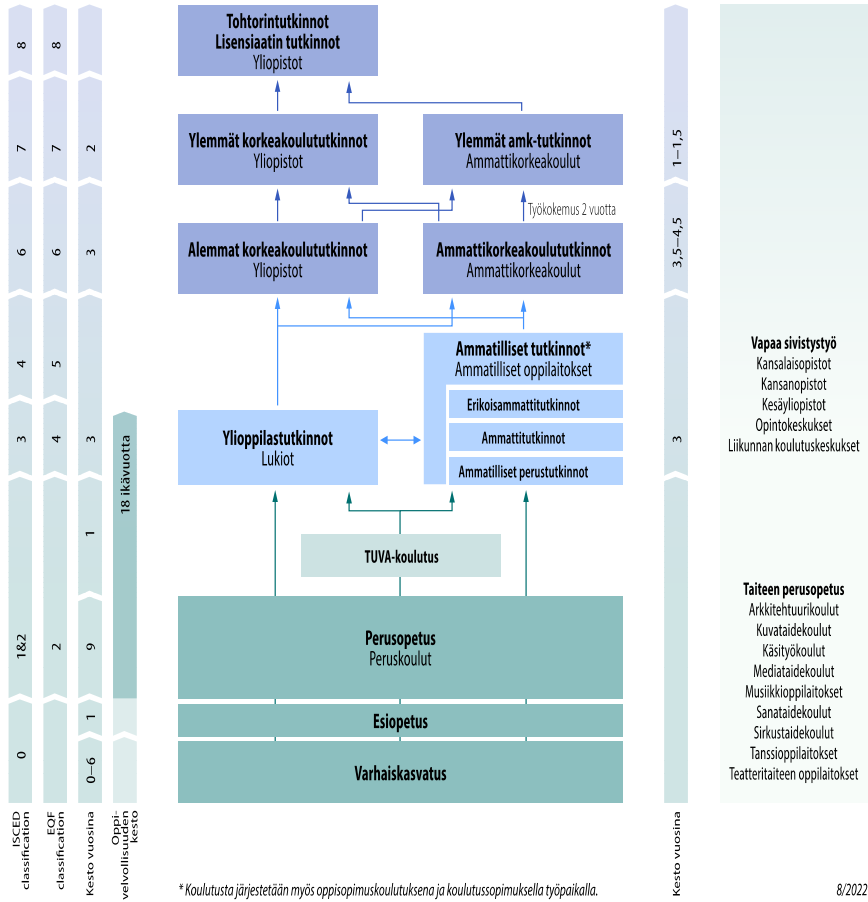 Tohtorintutkinnot
Lisensiaatin tutkinnot
Yliopistot
Ylemmät korkeakoulututkinnot
Yliopistot
Ylemmät amk-tutkinnot
Ammattikorkeakoulut
Työkokemus 2 vuotta
Alemmat korkeakoulututkinnot
Yliopistot
Ammattikorkeakoulututkinnot
Ammattikorkeakoulut
Ammatilliset tutkinnot*
Ammatilliset oppilaitokset
Erikoisammattitutkinnot
Ammattitutkinnot
Ammatilliset perustutkinnot
Ylioppilastutkinnot
Lukiot
TUVA-koulutus
Perusopetus
Peruskoulut
Esiopetus
Varhaiskasvatus
8
7
6
4
3
1&2
0
ISCED
classification
8
7
6
5
4
2
EQF
classification
2
3
3
1
9
1
0–6
Kesto vuosina
18 ikävuotta
Oppi-
velvollisuuden
kesto
1–1,5
3,5–4,5
3
Kesto vuosina
Vapaa sivistystyö
Kansalaisopistot
Kansanopistot
Kesäyliopistot
Opintokeskukset
Liikunnan koulutuskeskukset
Taiteen perusopetus
Arkkitehtuurikoulut
Kuvataidekoulut
Käsityökoulut
Mediataidekoulut
Musiikkioppilaitokset
Sanataidekoulut
Sirkustaidekoulut
Tanssioppilaitokset
Teatteritaiteen oppilaitokset
* Koulutusta järjestetään myös oppisopimuskoulutuksena ja koulutussopimuksella työpaikalla.
8/2022